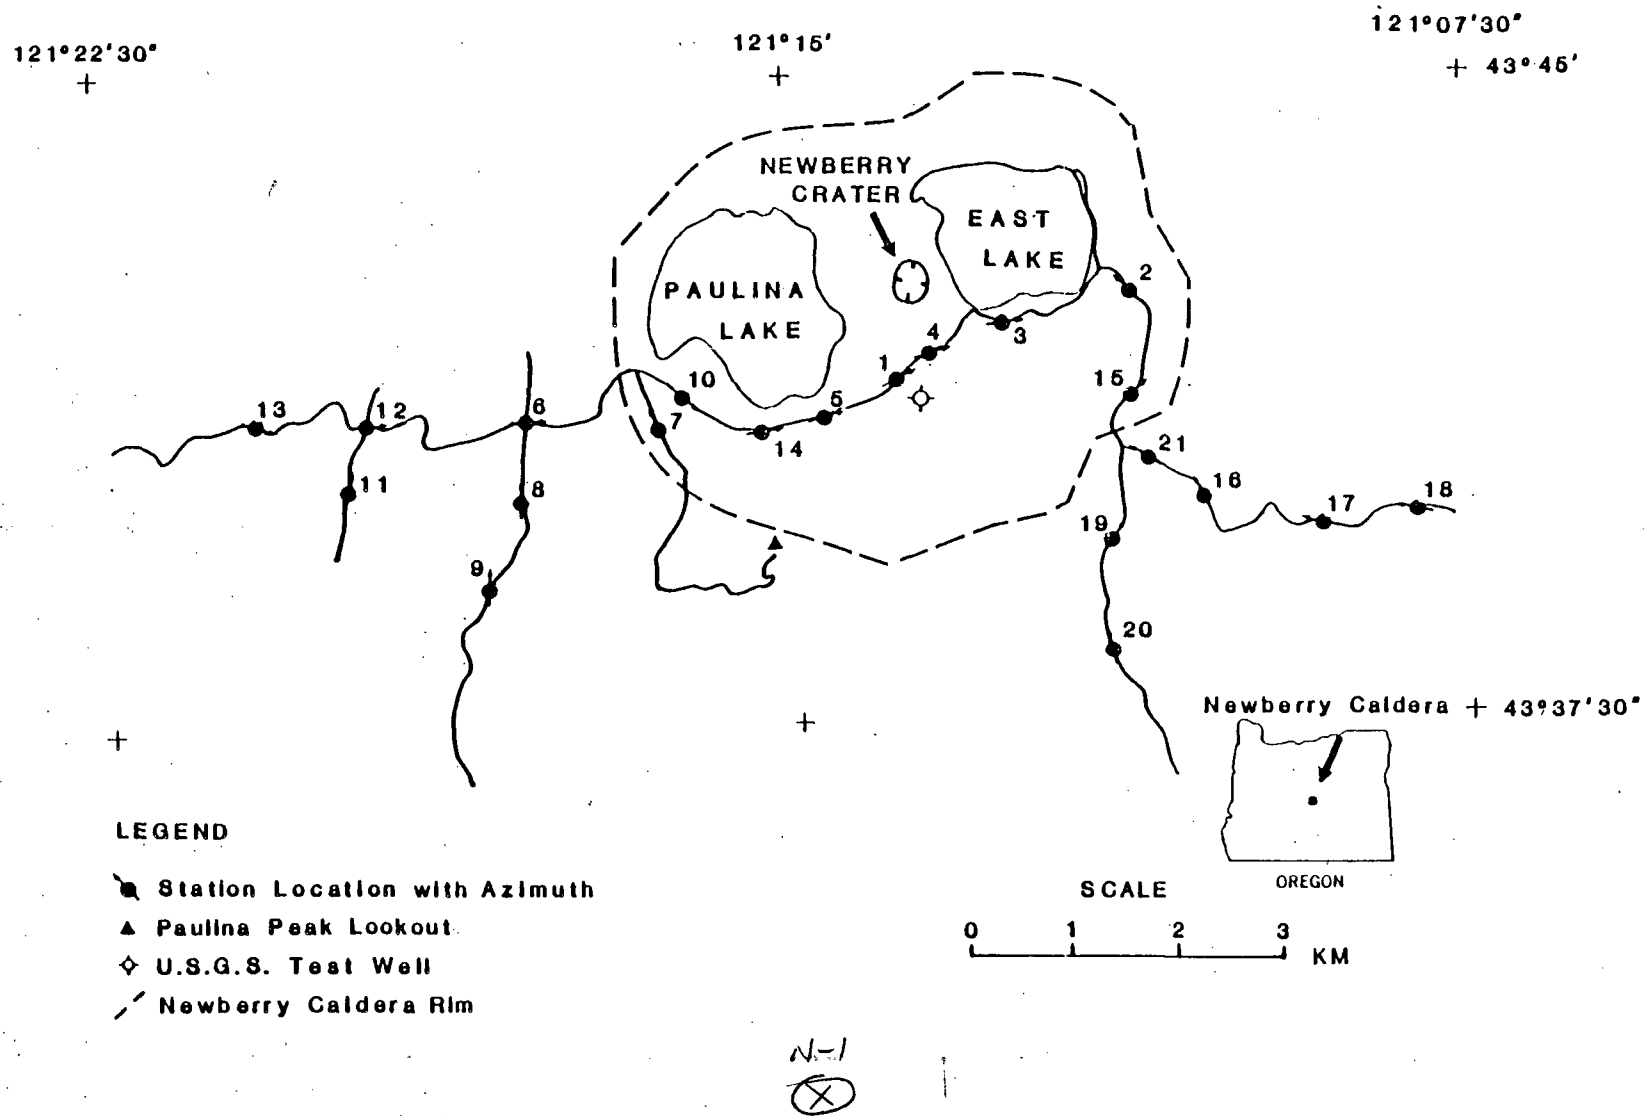 121°22'30"
121°15'
121°07'30"
43°45'
NEWBERRY
CRATER
EAST
LAKE
PAULINA
LAKE
2
3
4
1
15
10
5
7
14
13
12
6
11
8
9
21
16
17
18
19
20
Newberry Caldera
43°37'30"
OREGON
LEGEND
Station Location with Azimuth
Paulina Peak Lookout
U.S.G.S. Test Well
Newberry Caldera Rim
SCALE
0 1 2 3
KM
N-1